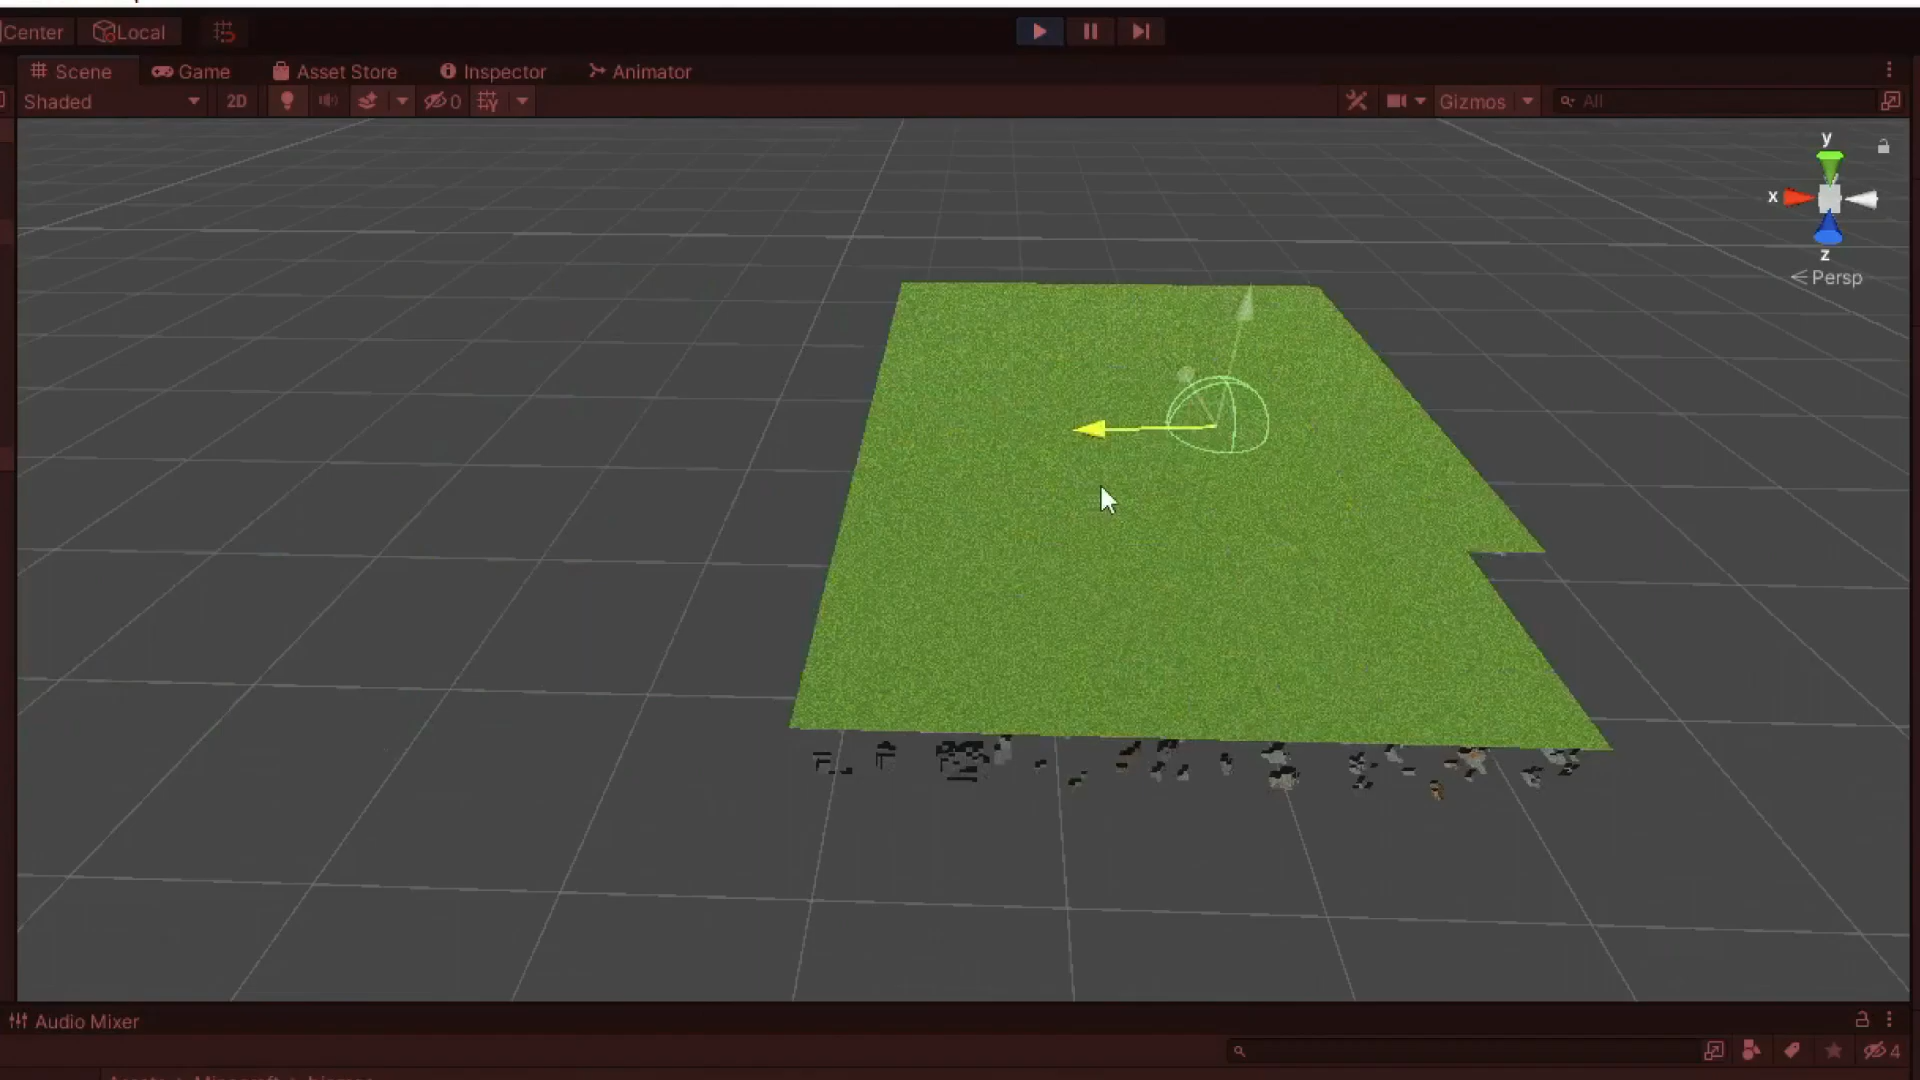 Center Local
Scene Game Asset Store Inspector Animator
Shaded 2D 0 Gizmos All
y
x
z
Persp
Audio Mixer
4